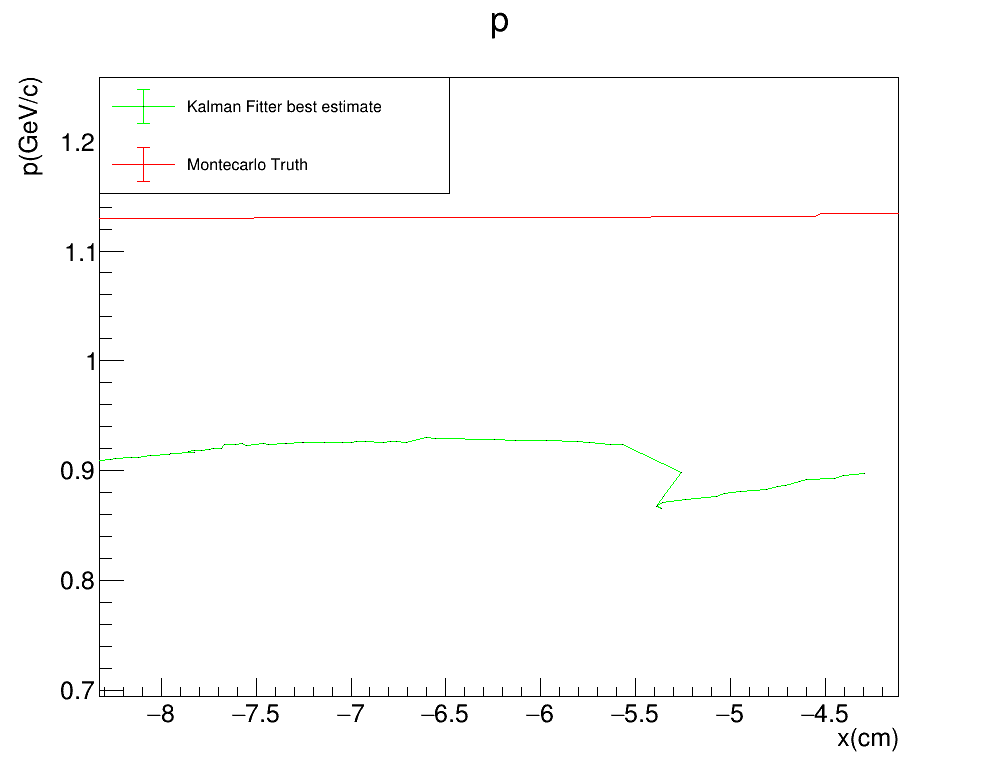 p
p(GeV/c)
Kalman Fitter best estimate
Montecarlo Truth
1.2
1.1
1
0.9
0.8
0.7
−8 −7.5 −7 −6.5 −6 −5.5 −5 −4.5
x(cm)